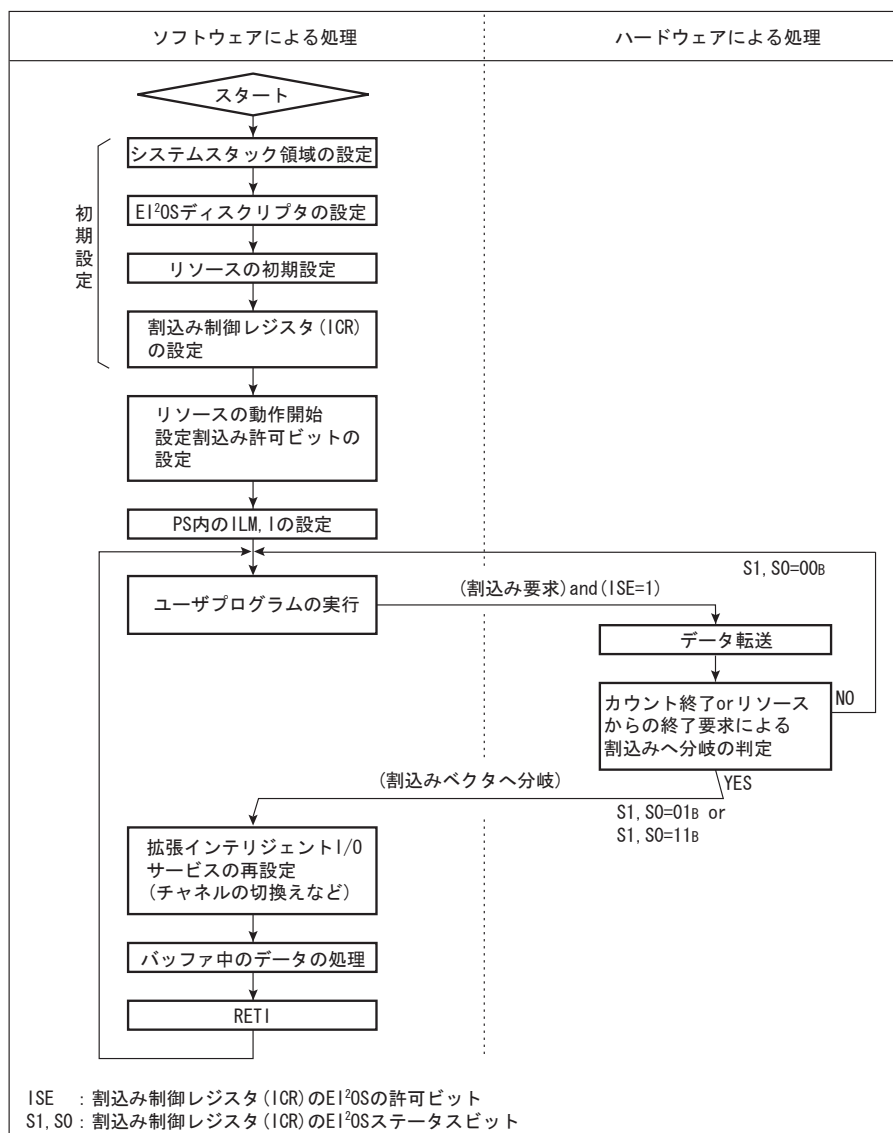 ソフトウェアによる処理
ハードウェアによる処理
スタート
初期設定
システムスタック領域の設定
EI²OSディスクリプタの設定
リソースの初期設定
割込み制御レジスタ(ICR)
の設定
リソースの動作開始
設定割込み許可ビットの
設定
PS内のILM,Iの設定
S1,S0=00B
ユーザプログラムの実行
(割込み要求)and(ISE=1)
データ転送
カウント終了orリソース
からの終了要求による
割込みへ分岐の判定
NO
YES
(割込みベクタへ分岐)
S1,S0=01B or
S1,S0=11B
拡張インテリジェントI/O
サービスの再設定
(チャネルの切換えなど)
バッファ中のデータの処理
RETI
ISE :割込み制御レジスタ(ICR)のEI²OSの許可ビット
S1,S0:割込み制御レジスタ(ICR)のEI²OSステータスビット